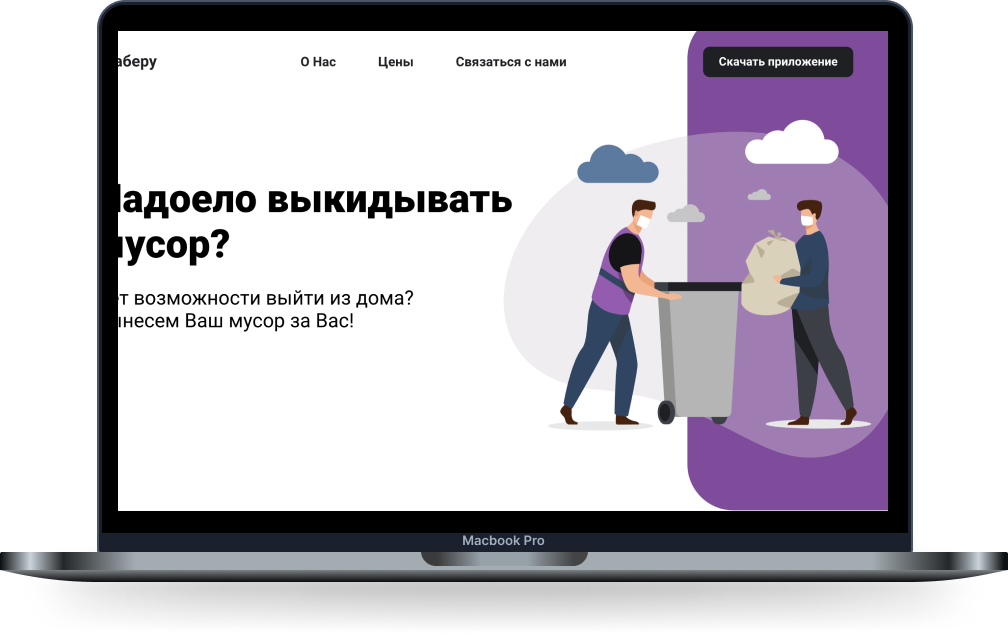 аберу
О Нас
Цены
Связаться с нами
Скачать приложение
адоело выкидывать
усор?
т возможности выйти из дома?
несем Ваш мусор за Вас!
Macbook Pro